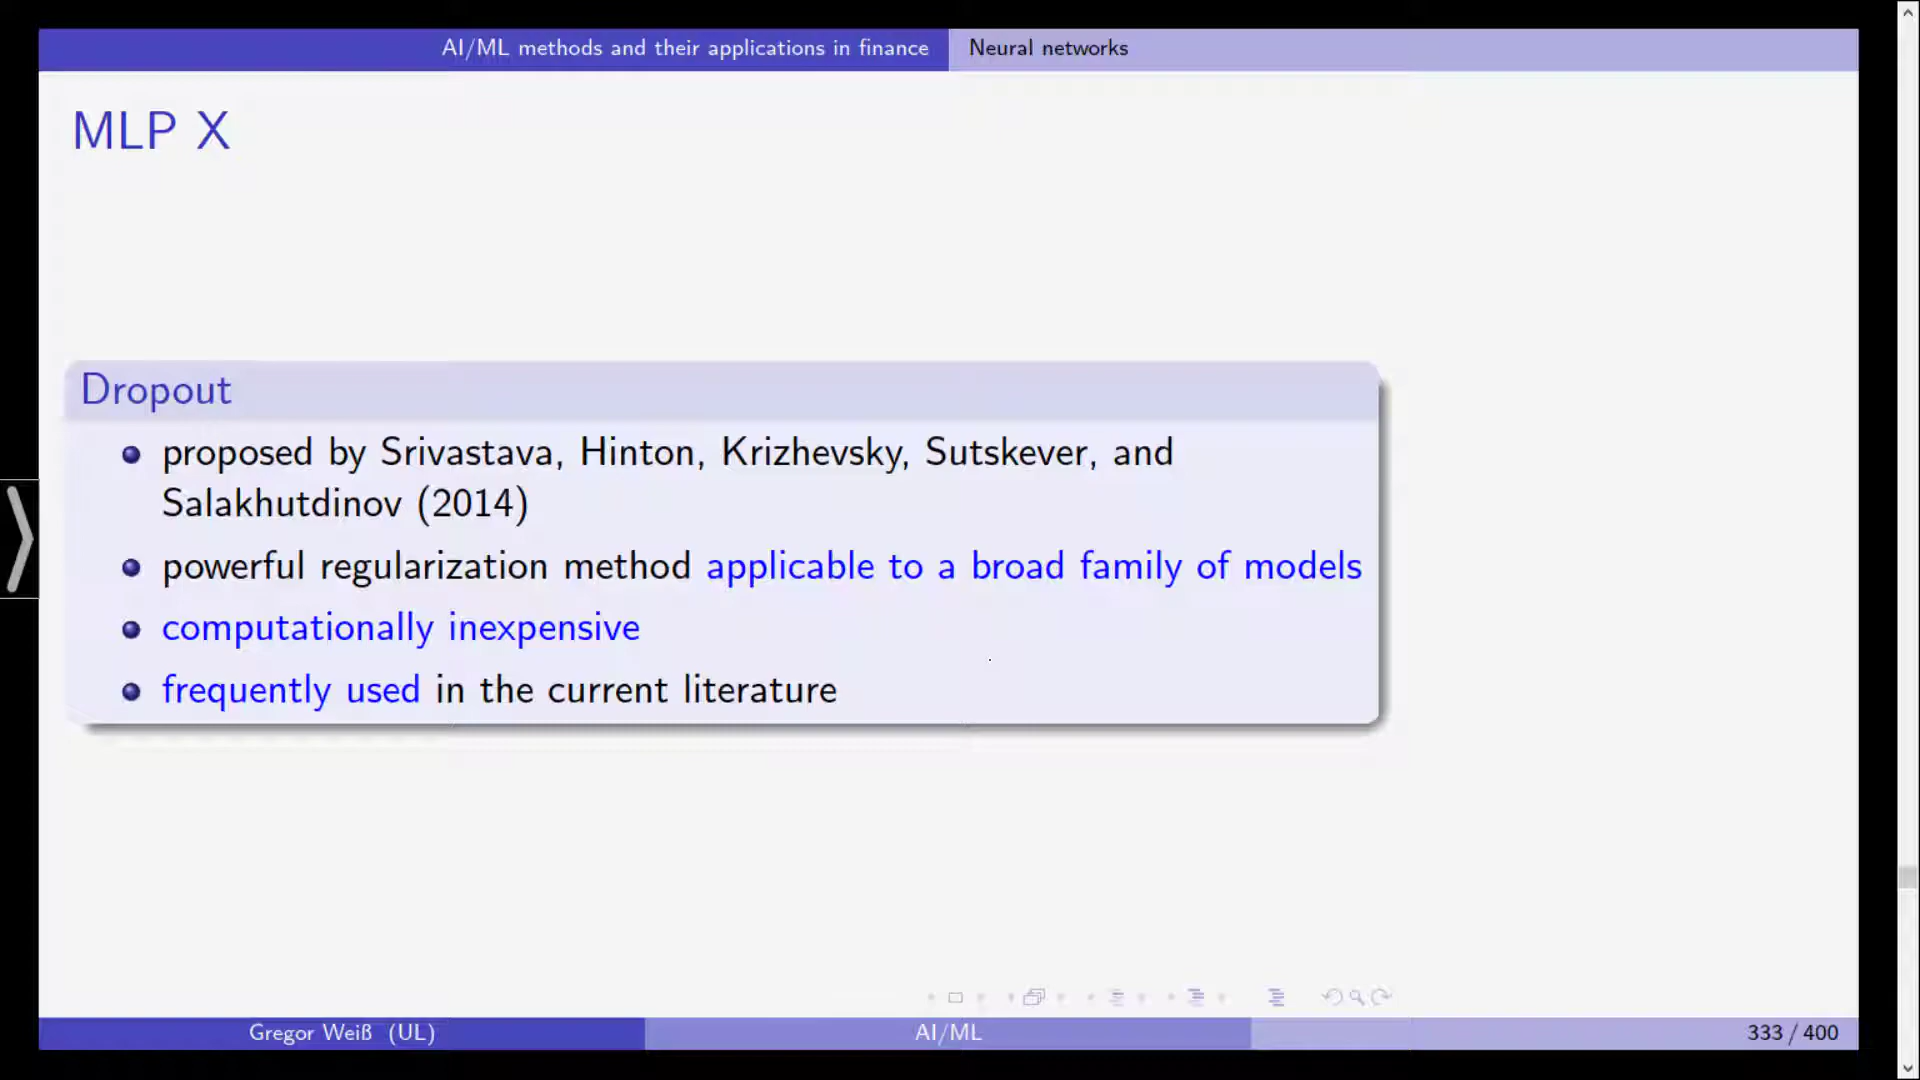 AI/ML methods and their applications in finance
Neural networks
MLP X
Dropout
proposed by Srivastava, Hinton, Krizhevsky, Sutskever, and
Salakhutdinov (2014)
powerful regularization method applicable to a broad family of models
computationally inexpensive
frequently used in the current literature
Gregor Weiß (UL)
AI/ML
333 / 400